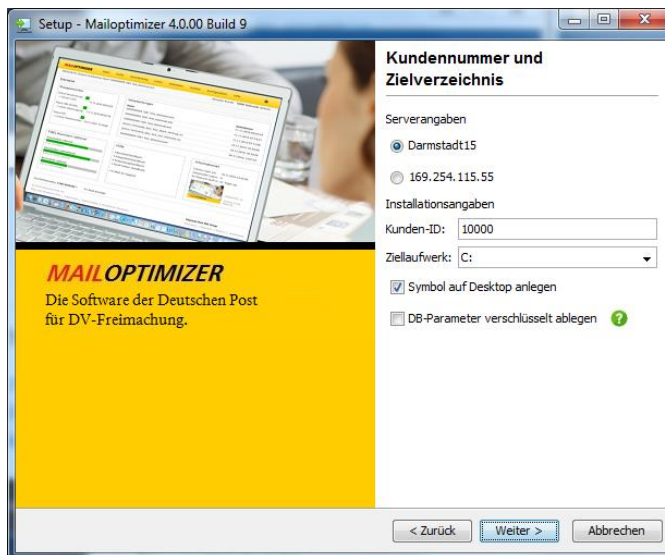 Setup - Mailoptimizer 4.0.00 Build 9
MAILOPTIMIZER
Die Software der Deutschen Post
für DV-Freimachung.
Kundennummer und
Zielverzeichnis
Serverangaben
Darmstadt15
169.254.115.55
Installationsangaben
Kunden-ID: 10000
Ziellaufwerk: C:
Symbol auf Desktop anlegen
DB-Parameter verschlüsselt ablegen ?
< Zurück Weiter > Abbrechen